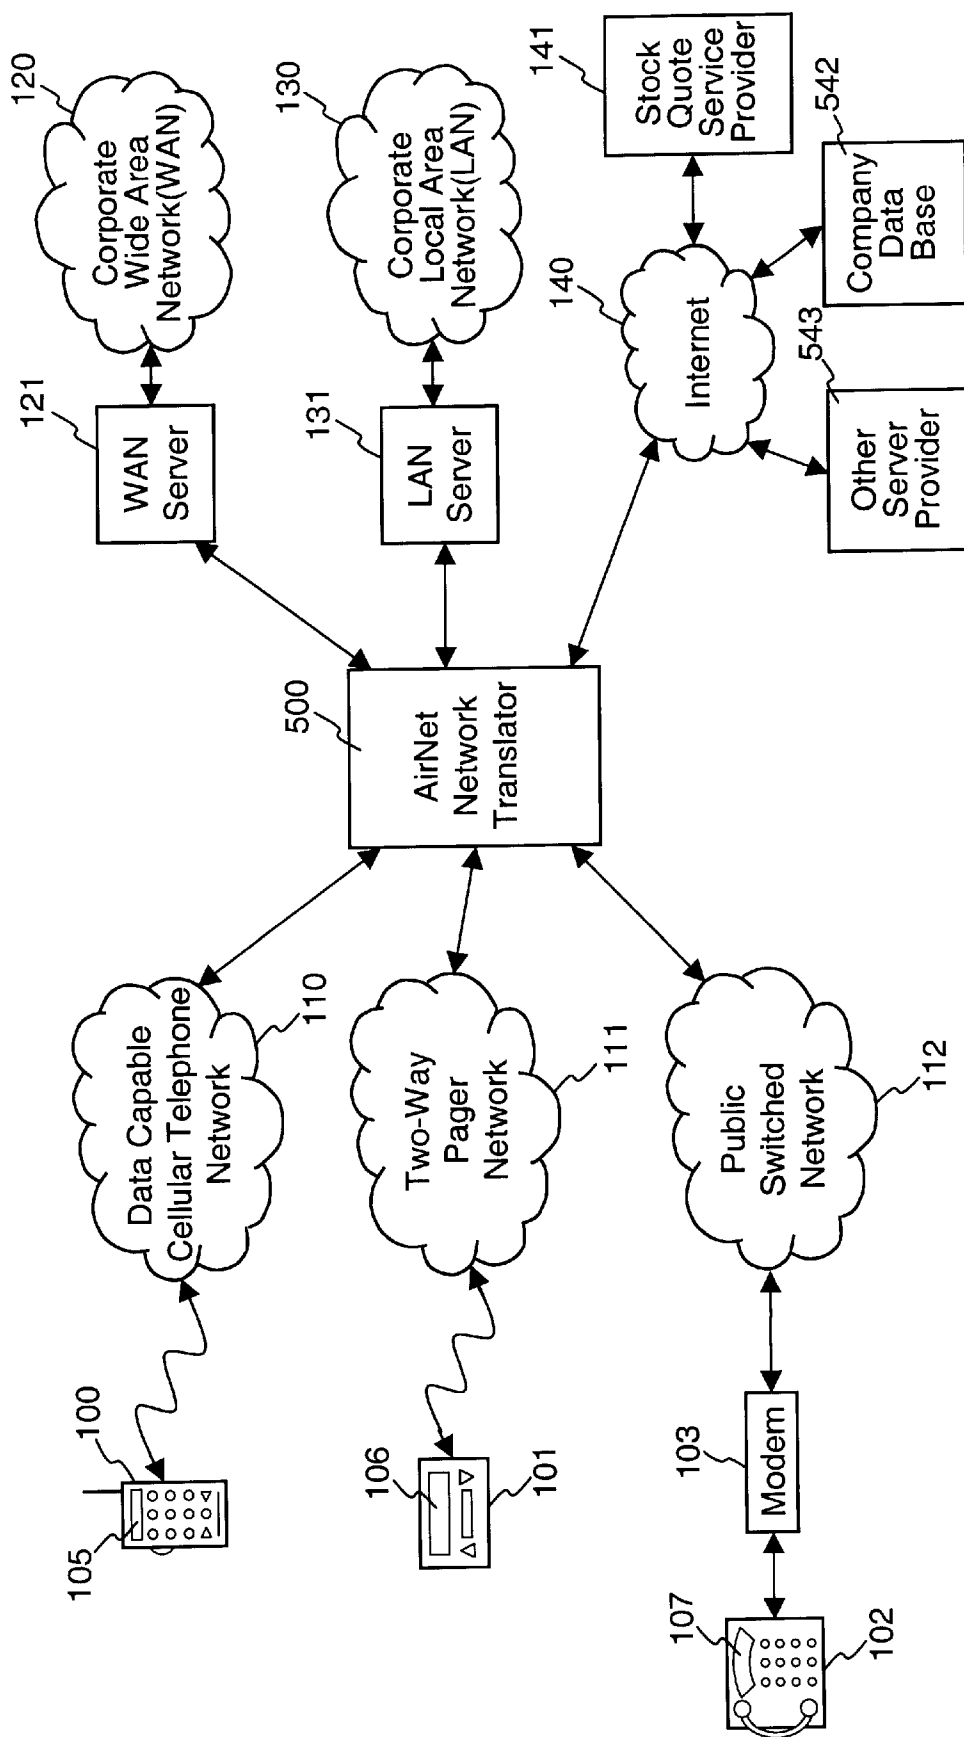 100
105
Data Capable
Cellular Telephone
Network
110
106
101
Two-Way
Pager
Network
111
107
102
103
Modem
Public
Switched
Network
112
500
AirNet
Network
Translator
121
WAN
Server
120
Corporate
Wide Area
Network(WAN)
131
LAN
Server
130
Corporate
Local Area
Network(LAN)
140
Internet
141
Stock
Quote
Service
Provider
543
Other
Server
Provider
542
Company
Data
Base